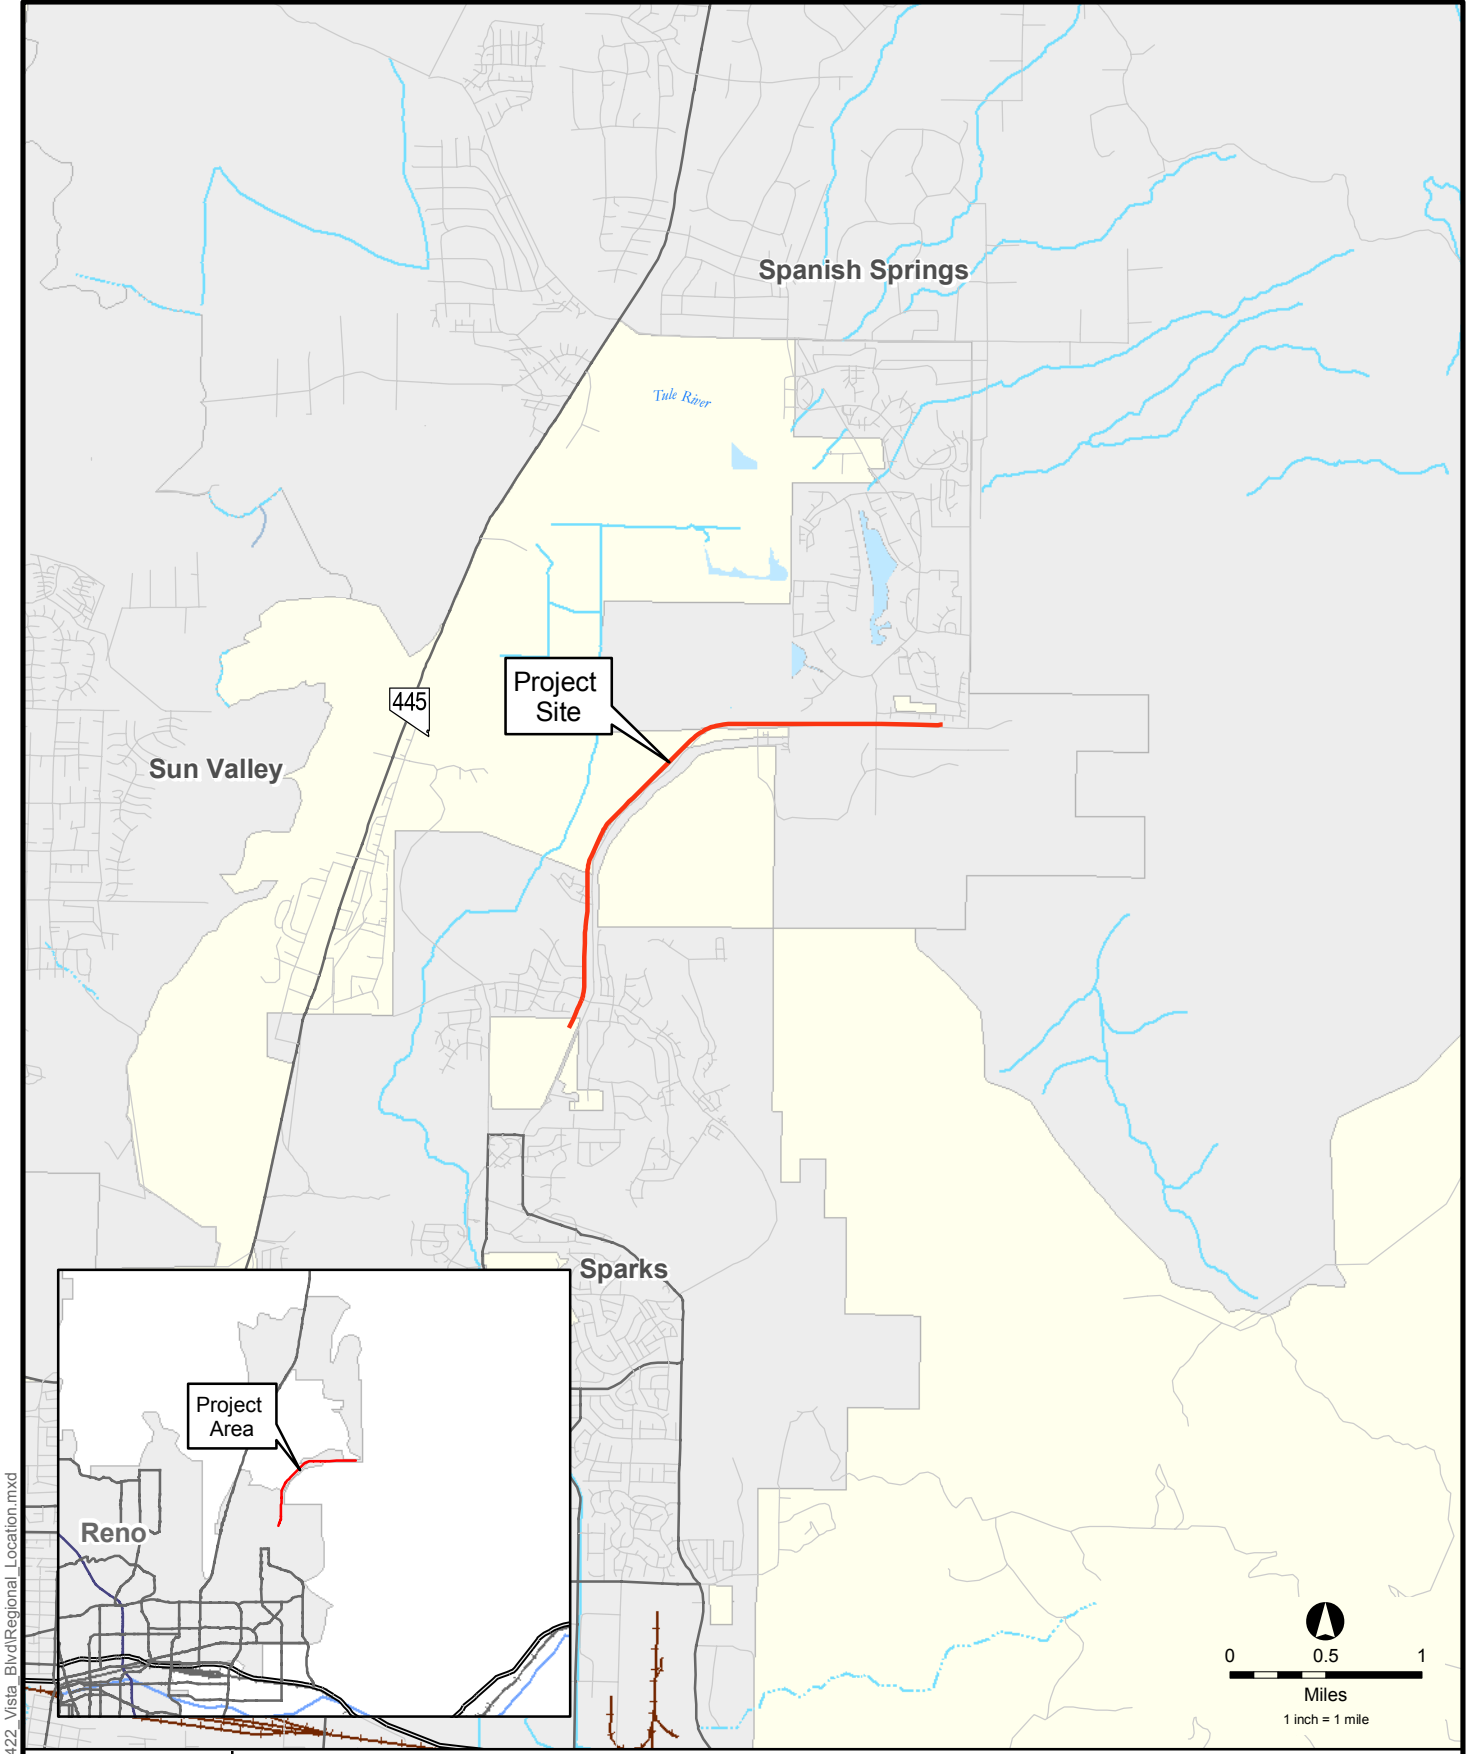 Spanish Springs
Tule River
Project
Site
445
Sun Valley
Sparks
Project
Area
Reno
0 0.5 1
Miles
1 inch = 1 mile
422_Vista_Blvd\Regional_Location.mxd